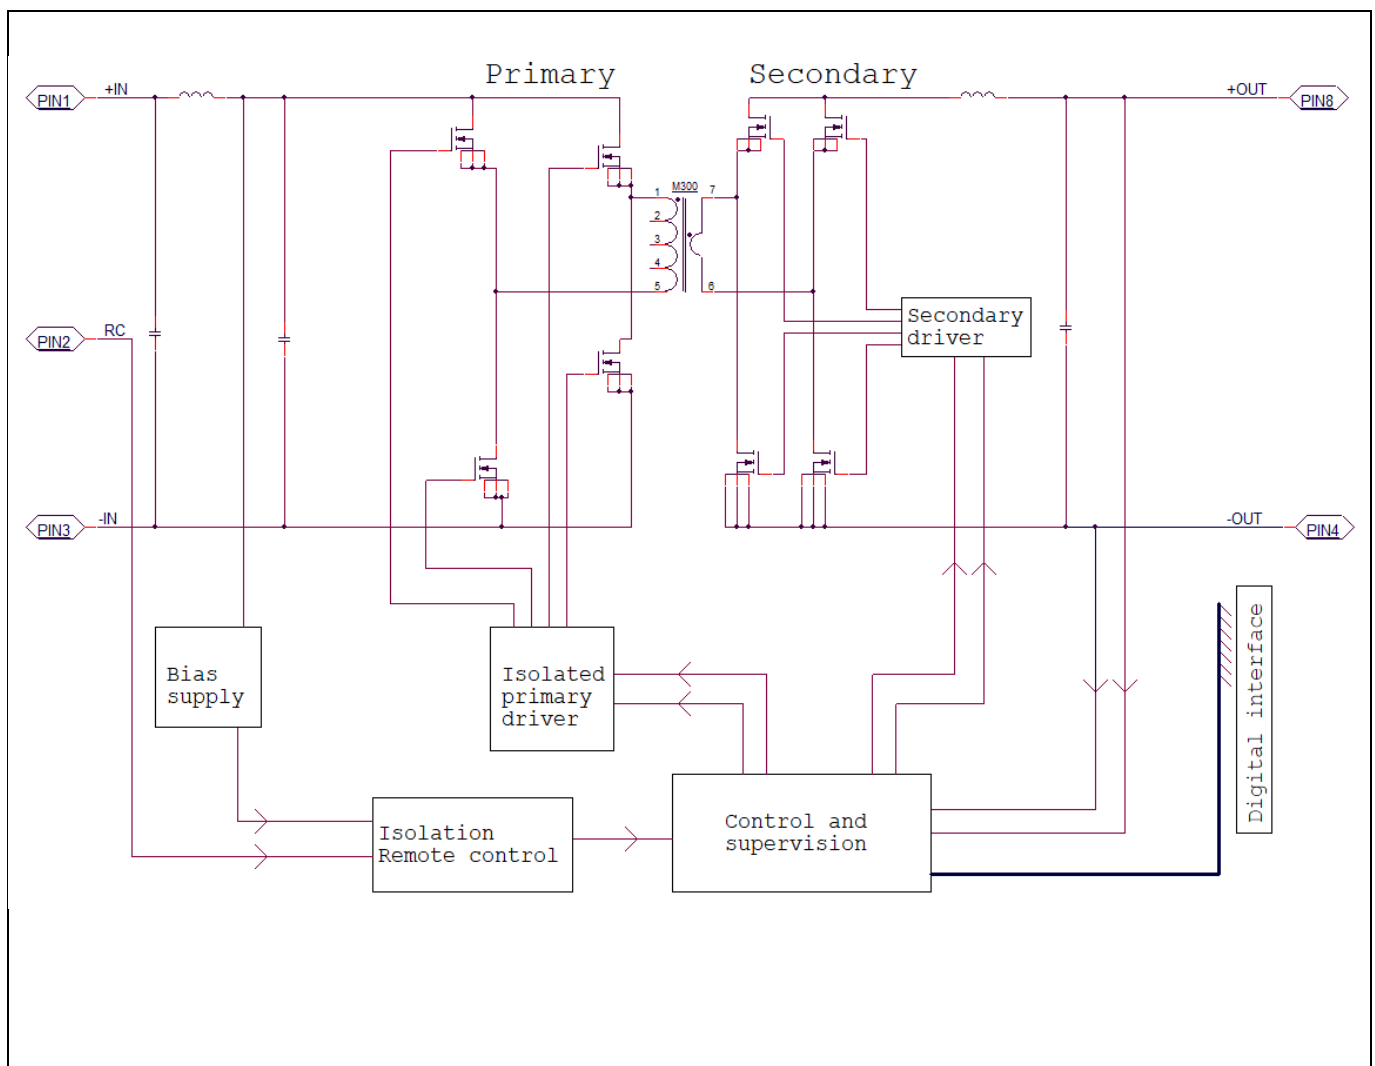 Primary
Secondary
PIN1
+IN
+OUT
PIN8
M300
1
7
2
3
4
5
6
Secondary
driver
PIN2
RC
PIN3
-IN
-OUT
PIN4
Bias
supply
Isolated
primary
driver
Digital interface
Isolation
Remote control
Control and
supervision